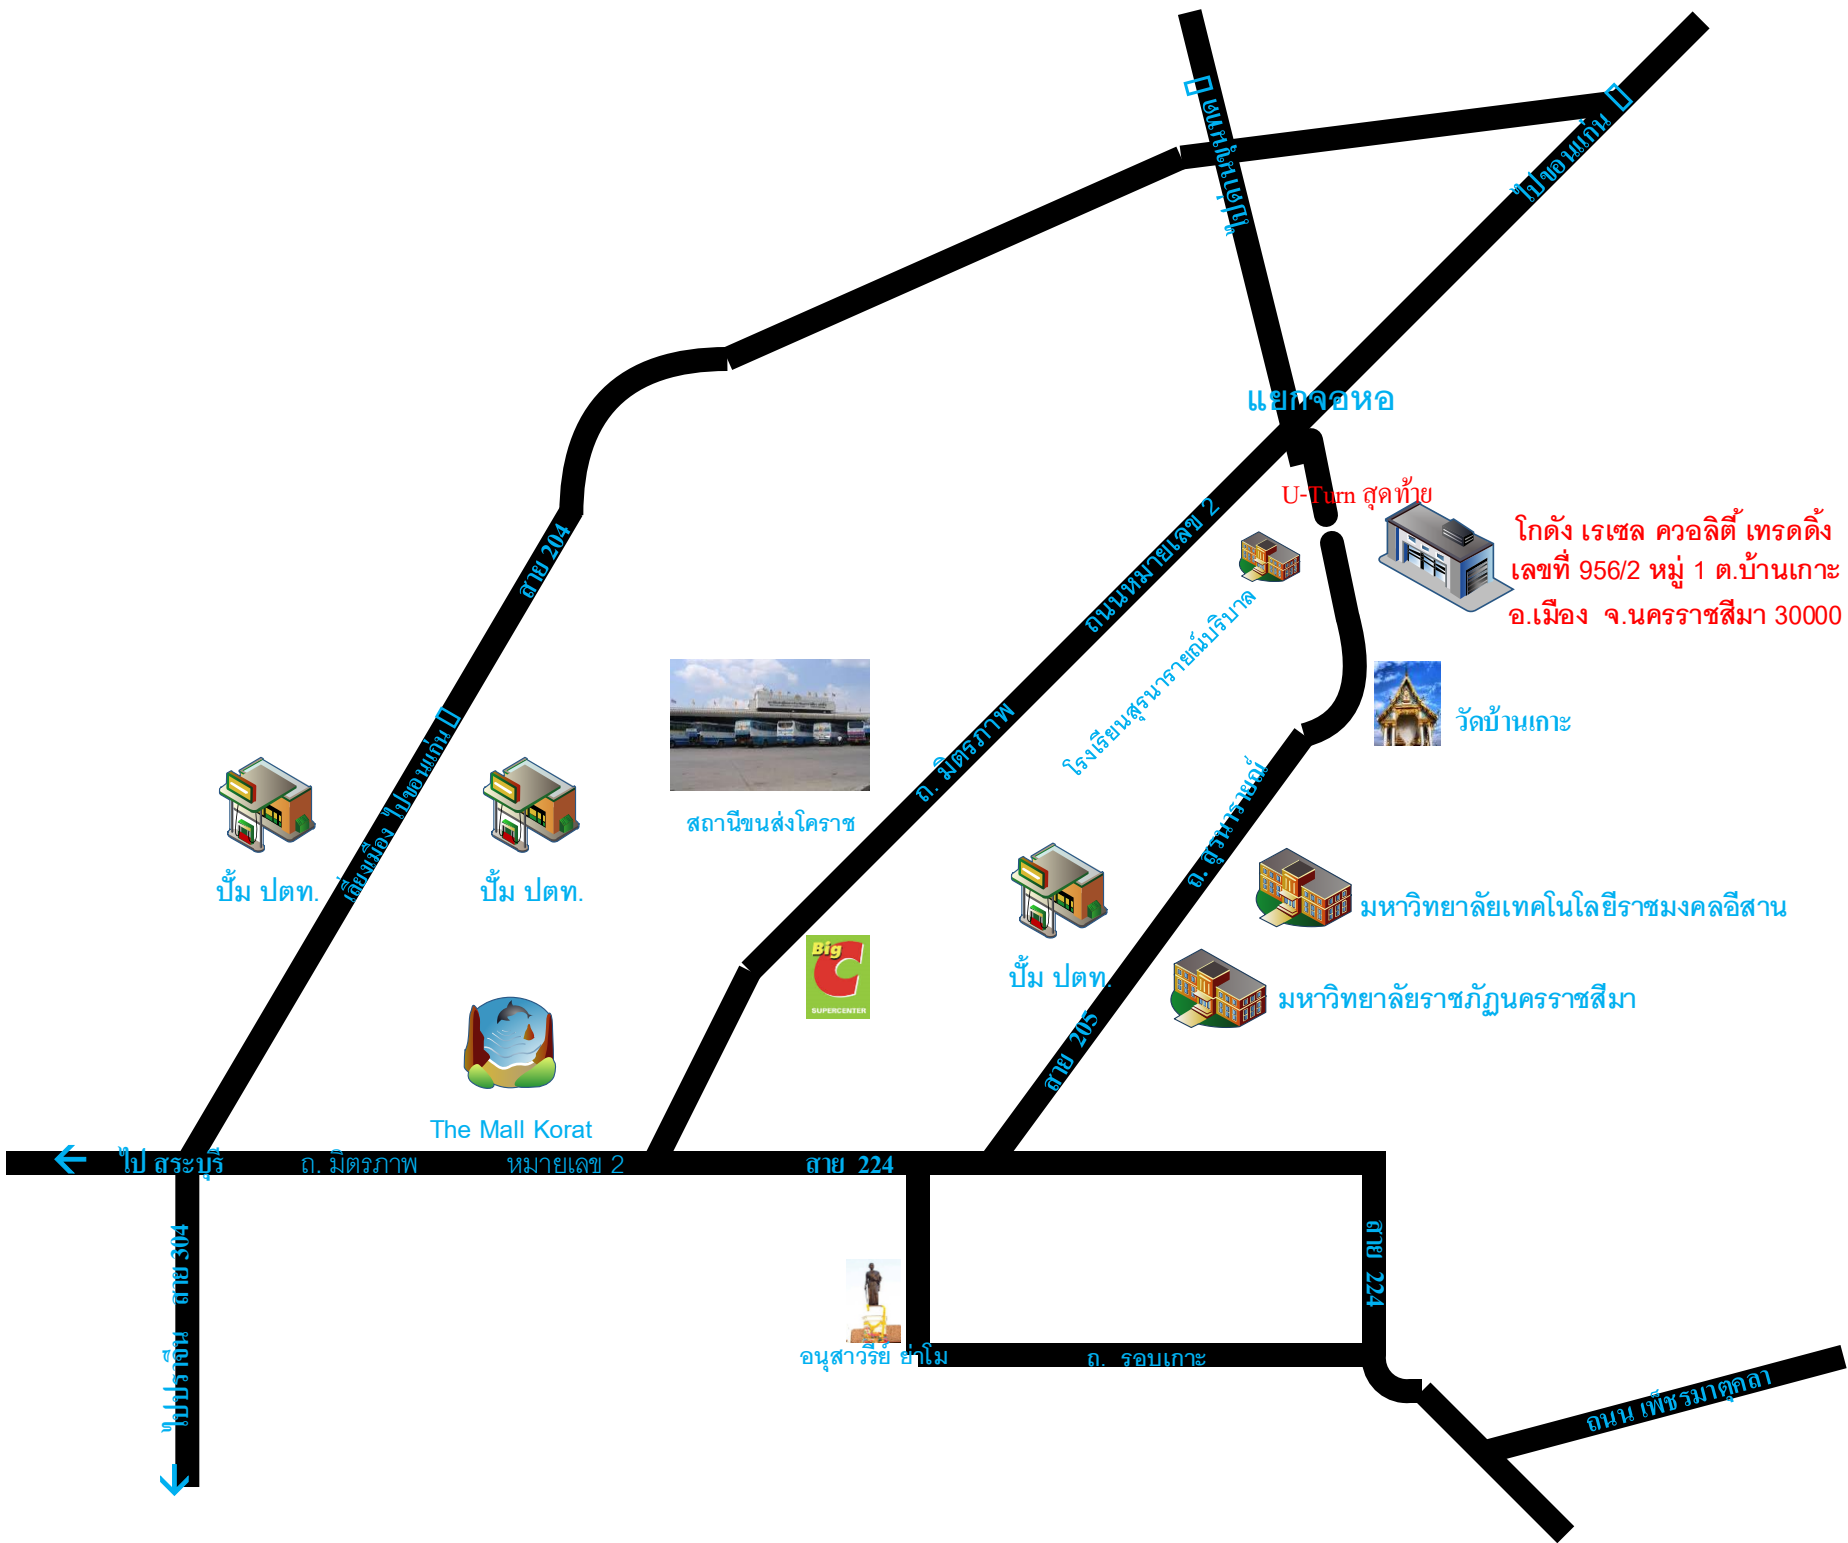 ไปขุนทด
ไปขอนแก่น
แยกจอหอ
U-Turn สุดท้าย
โกดัง เรเซล ควอลิตี้ เทรดดิ้ง
เลขที่ 956/2 หมู่ 1 ต.บ้านเกาะ
อ.เมือง จ.นครราชสีมา 30000
ถนนหมายเลข 2
สาย 204
โรงเรียนสุรนารายณ์บริบาล
วัดบ้านเกาะ
ถ. มิตรภาพ
เลี่ยงเมือง ไปขอนแก่น
สถานีขนส่งโคราช
ถ. สุรนารายณ์
ปั้ม ปตท.
ปั้ม ปตท.
มหาวิทยาลัยเทคโนโลยีราชมงคลอีสาน
Big C
SUPERCENTER
ปั้ม ปตท.
มหาวิทยาลัยราชภัฏนครราชสีมา
สาย 205
The Mall Korat
← ไป สระบุรี
ถ. มิตรภาพ
หมายเลข 2
สาย 224
ไปปราจีน สาย 304
สาย 224
อนุสาวรีย์ ย่าโม
ถ. รอบเกาะ
ถนน เพ็ชรมาตุคลา